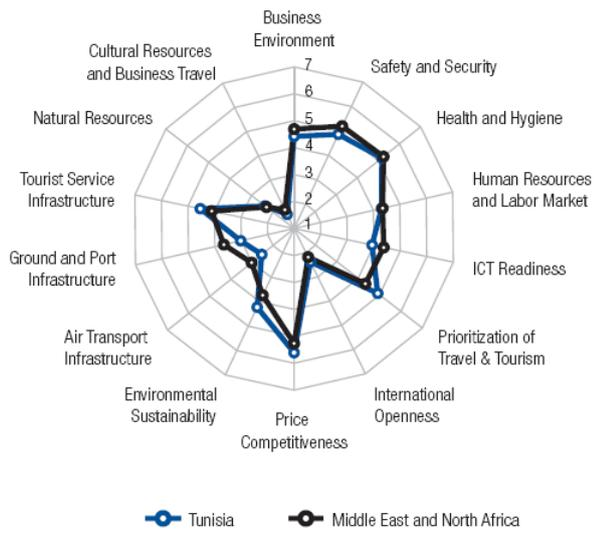 Business
Environment
Cultural Resources
and Business Travel
Safety and Security
Natural Resources
Health and Hygiene
Tourist Service
Infrastructure
Human Resources
and Labor Market
Ground and Port
Infrastructure
ICT Readiness
Air Transport
Infrastructure
Prioritization of
Travel & Tourism
Environmental
Sustainability
International
Openness
Price
Competitiveness
7
6
5
4
3
2
1
Tunisia
Middle East and North Africa